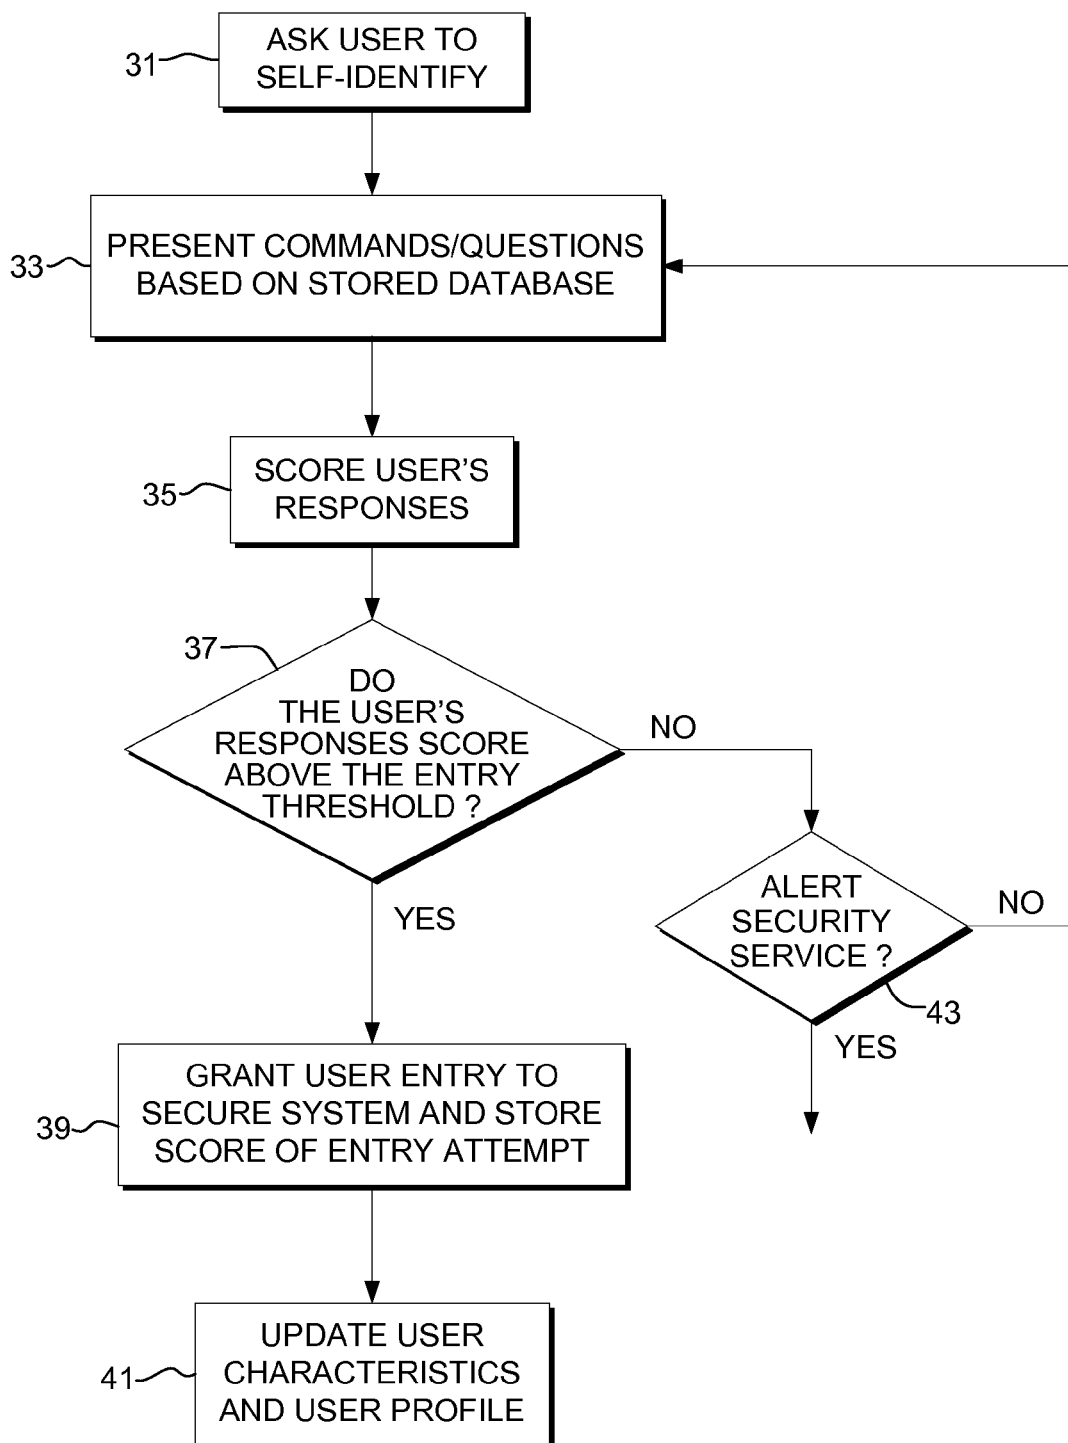 31
ASK USER TO
SELF-IDENTIFY
33
PRESENT COMMANDS/QUESTIONS
BASED ON STORED DATABASE
35
SCORE USER'S
RESPONSES
37
DO
THE USER'S
RESPONSES SCORE
ABOVE THE ENTRY
THRESHOLD ?
NO
YES
ALERT
SECURITY
SERVICE ?
NO
43
YES
39
GRANT USER ENTRY TO
SECURE SYSTEM AND STORE
SCORE OF ENTRY ATTEMPT
41
UPDATE USER
CHARACTERISTICS
AND USER PROFILE